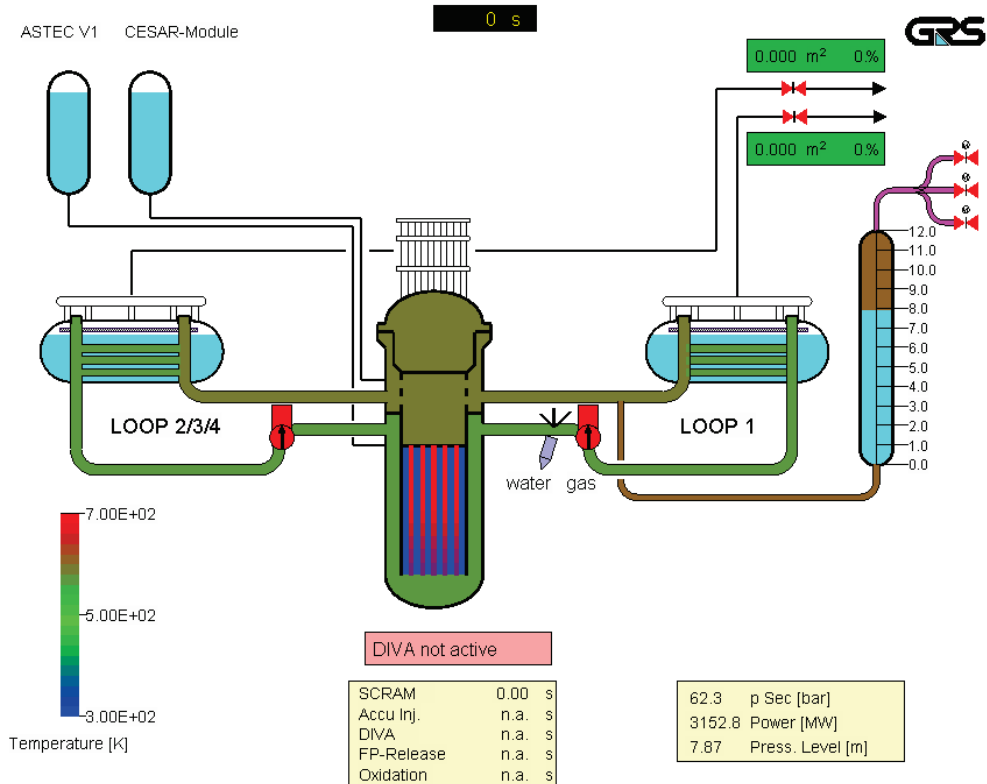 0 s
ASTEC V1 CESAR-Module
GRS
0.000 m² 0.%
0.000 m² 0.%
12.0
11.0
10.0
9.0
8.0
7.0
6.0
5.0
4.0
3.0
2.0
1.0
0.0
LOOP 2/3/4
LOOP 1
water gas
7.00E+02
5.00E+02
3.00E+02
Temperature [K]
DIVA not active
SCRAM 0.00 s
Accu Inj. n.a. s
DIVA n.a. s
FP-Release n.a. s
Oxidation n.a. s
62.3 p Sec [bar]
3152.8 Power [MW]
7.87 Press. Level [m]